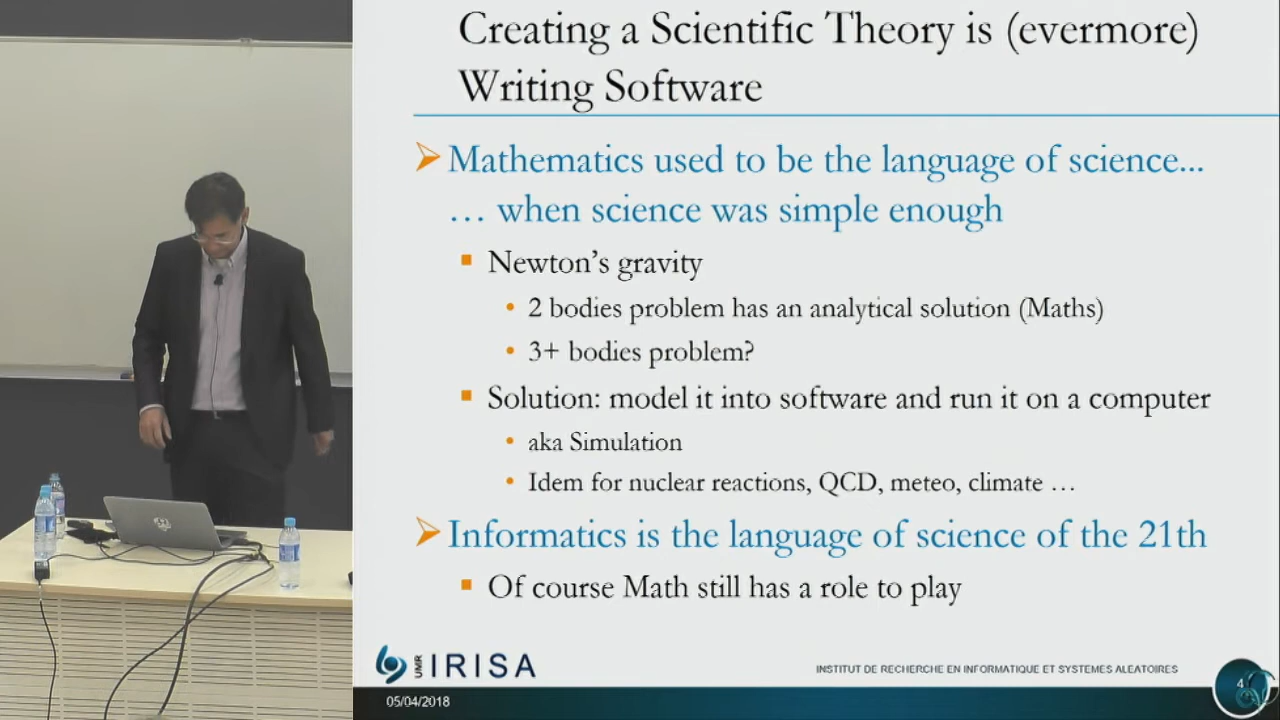 Creating a Scientific Theory is (evermore)
Writing Software
Mathematics used to be the language of science...
… when science was simple enough
Newton’s gravity
2 bodies problem has an analytical solution (Maths)
3+ bodies problem?
Solution: model it into software and run it on a computer
aka Simulation
Idem for nuclear reactions, QCD, meteo, climate …
Informatics is the language of science of the 21th
Of course Math still has a role to play
UMR IRISA
INSTITUT DE RECHERCHE EN INFORMATIQUE ET SYSTEMES ALEATOIRES
05/04/2018
4